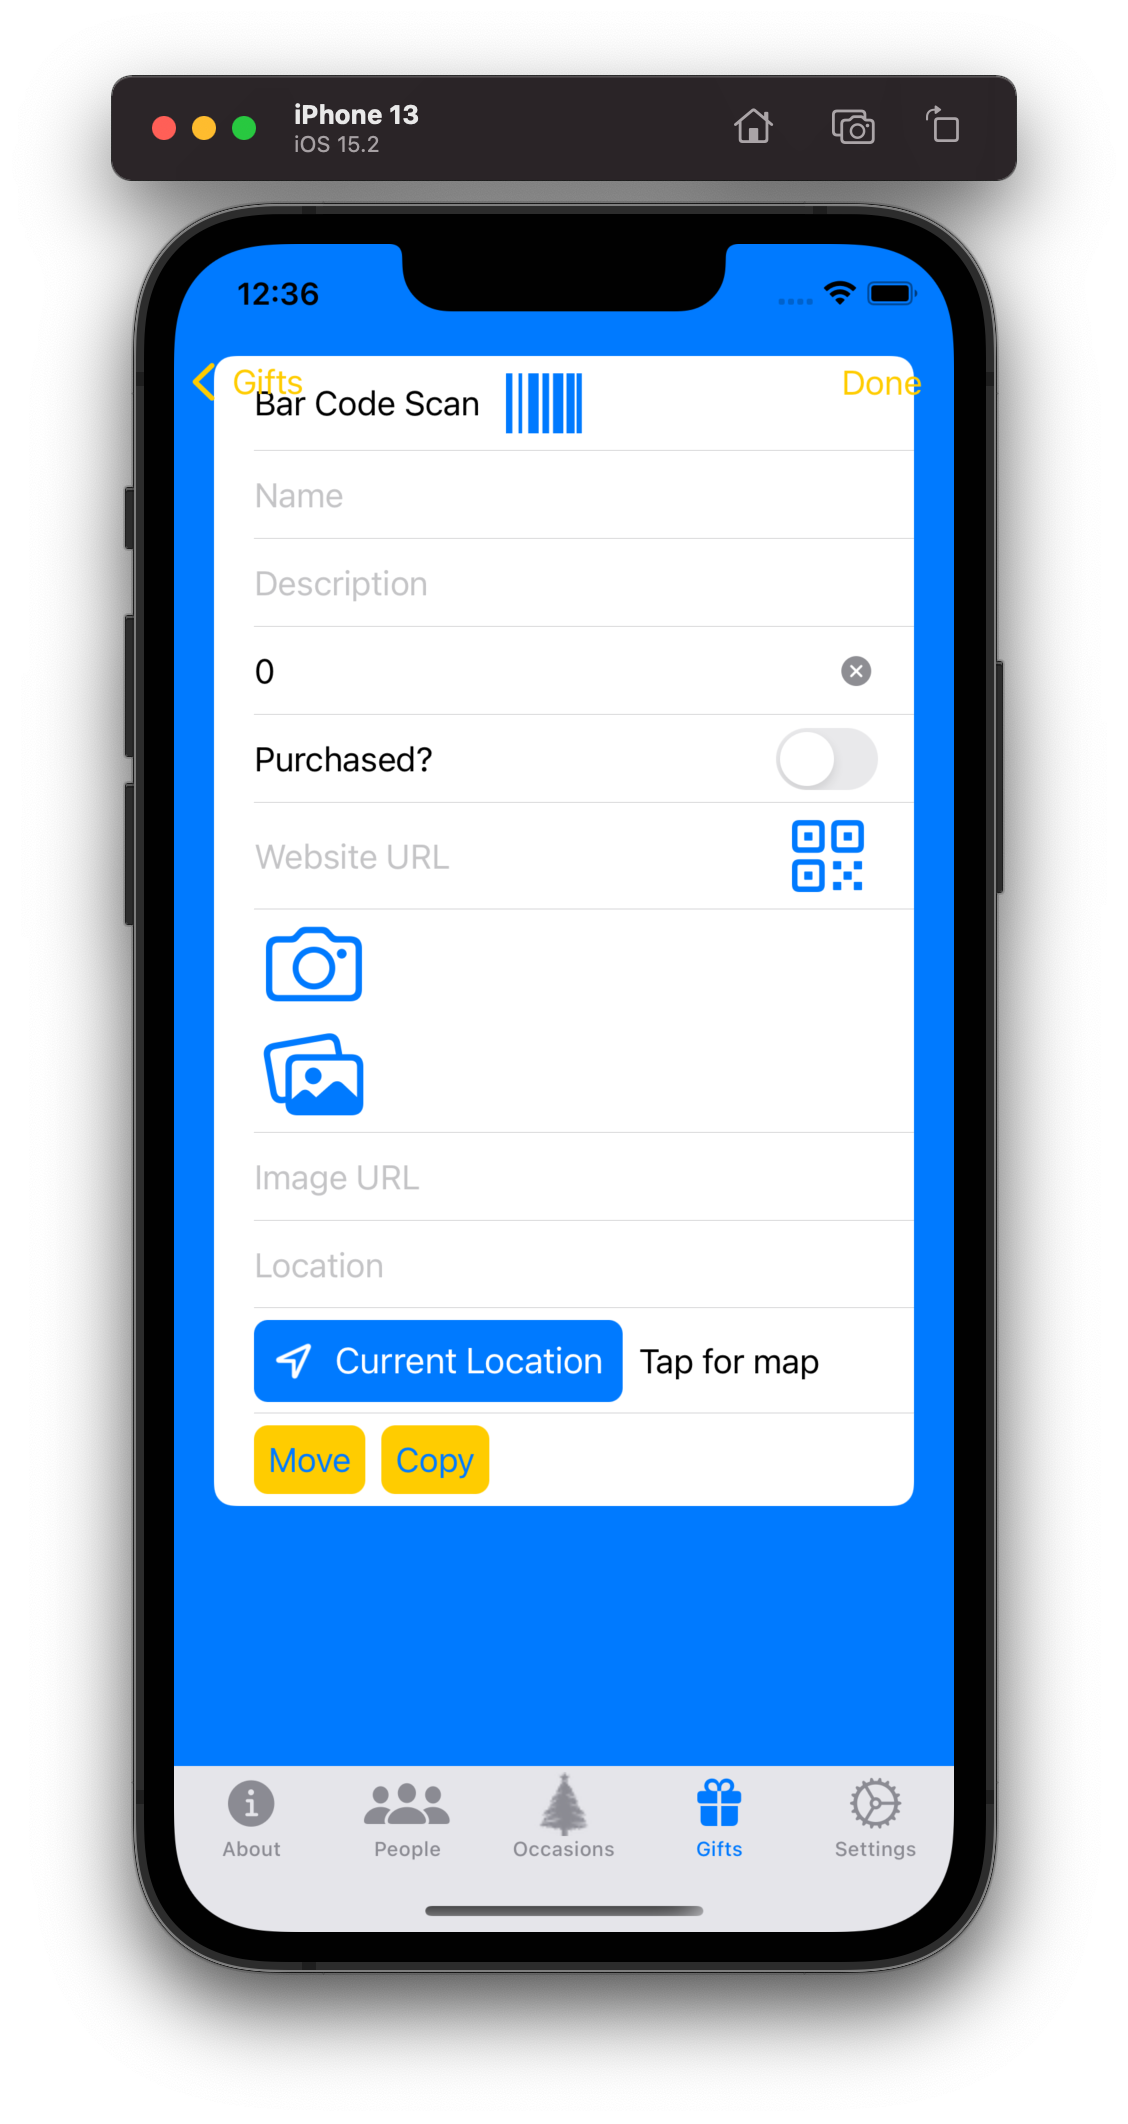 iPhone 13
iOS 15.2
12:36
Gifts
Done
Bar Code Scan
Name
Description
0
Purchased?
Website URL
Image URL
Location
Current Location
Tap for map
Move
Copy
About
People
Occasions
Gifts
Settings